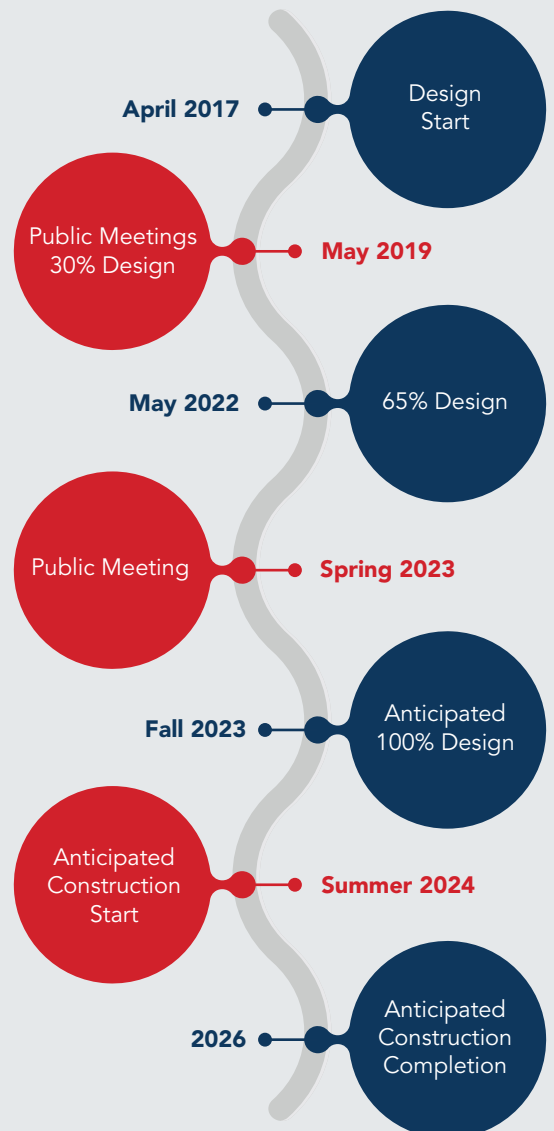 April 2017
Design
Start
Public Meetings
30% Design
May 2019
May 2022
65% Design
Public Meeting
Spring 2023
Fall 2023
Anticipated
100% Design
Anticipated
Construction
Start
Summer 2024
2026
Anticipated
Construction
Completion